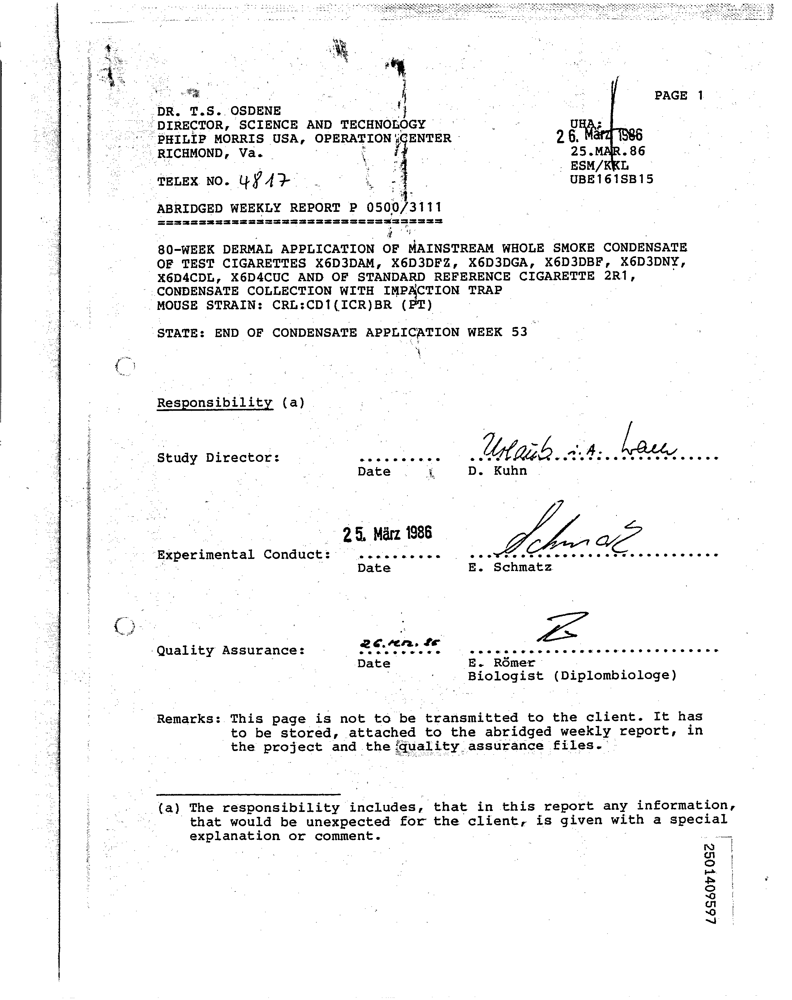 PAGE 1
DR. T.S. OSDENE
DIRECTOR, SCIENCE AND TECHNOLOGY
PHILIP MORRIS USA, OPERATION CENTER
RICHMOND, Va.
UHA:
26. März 1986
25.MAR.86
ESM/KKL
UBE161SB15
TELEX NO. 4817
ABRIDGED WEEKLY REPORT P 0500/3111
==================================
80-WEEK DERMAL APPLICATION OF MAINSTREAM WHOLE SMOKE CONDENSATE
OF TEST CIGARETTES X6D3DAM, X6D3DFZ, X6D3DGA, X6D3DBF, X6D3DNY,
X6D4CDL, X6D4CUC AND OF STANDARD REFERENCE CIGARETTE 2R1,
CONDENSATE COLLECTION WITH IMPACTION TRAP
MOUSE STRAIN: CRL:CD1(ICR)BR (PT)
STATE: END OF CONDENSATE APPLICATION WEEK 53
Responsibility (a)
Urlaub i.A.
Study Director: .......... ..............................
Date D. Kuhn
25. März 1986 Schmatz
Experimental Conduct: .......... ..............................
Date E. Schmatz
Quality Assurance: .......... ..............................
Date E. Römer
Biologist (Diplombiologe)
Remarks: This page is not to be transmitted to the client. It has
to be stored, attached to the abridged weekly report, in
the project and the quality assurance files.
(a) The responsibility includes, that in this report any information,
that would be unexpected for the client, is given with a special
explanation or comment.
2501409597